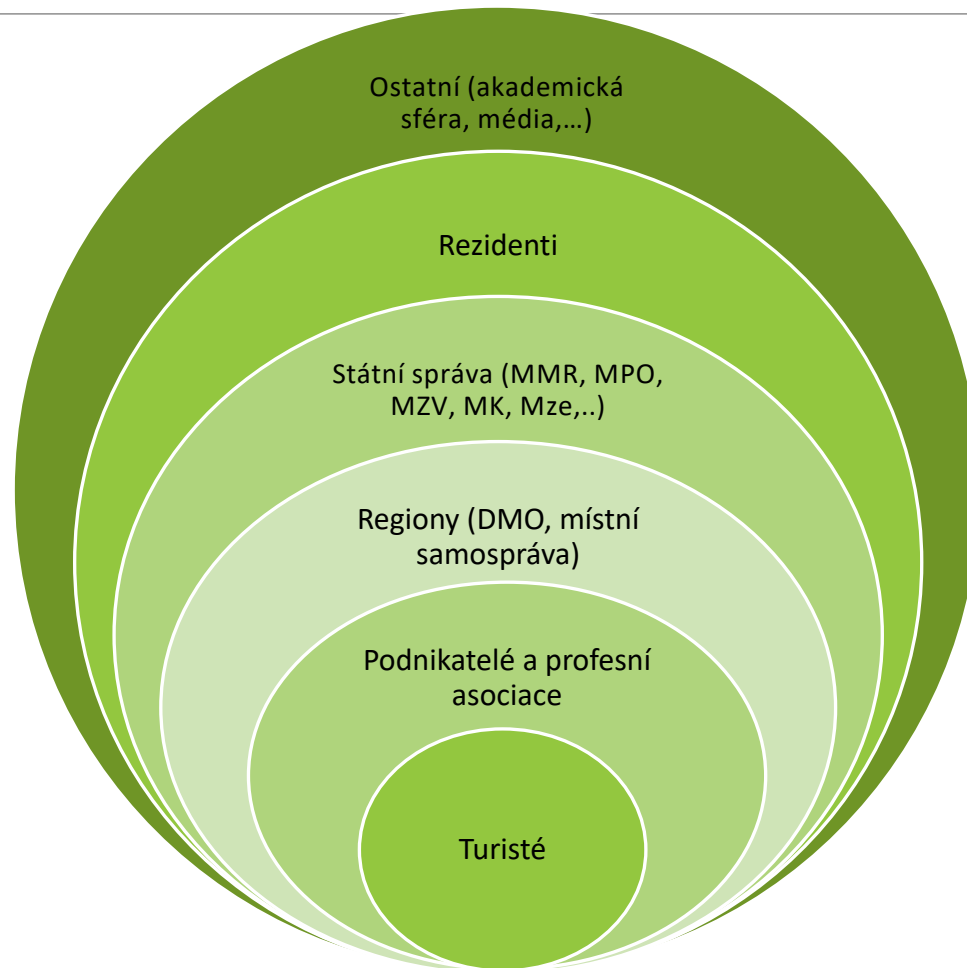 Ostatní (akademická
sféra, média,…)
Rezidenti
Státní správa (MMR, MPO,
MZV, MK, Mze,..)
Regiony (DMO, místní
samospráva)
Podnikatelé a profesní
asociace
Turisté